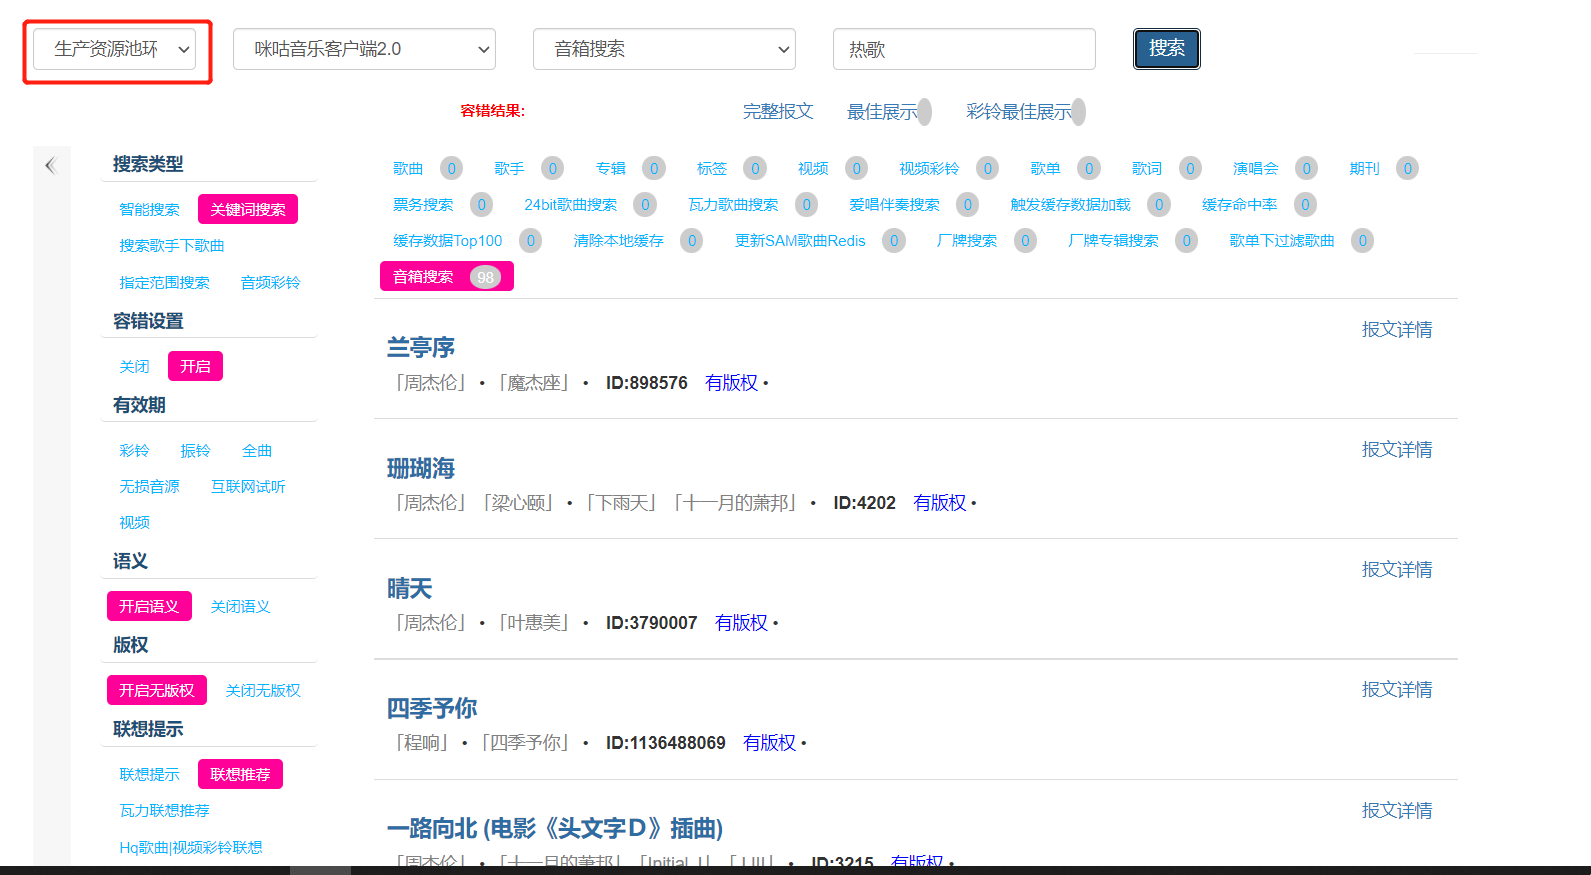 生产资源池环 咪咕音乐客户端2.0 音箱搜索 热歌 搜索
容错结果: 完整报文 最佳展示 彩铃最佳展示
搜索类型
智能搜索 关键词搜索
搜索歌手下歌曲
指定范围搜索 音频彩铃
容错设置
关闭 开启
有效期
彩铃 振铃 全曲
无损音源 互联网试听
视频
语义
开启语义 关闭语义
版权
开启无版权 关闭无版权
联想提示
联想提示 联想推荐
瓦力联想推荐
Hq歌曲|视频彩铃联想
歌曲 0 歌手 0 专辑 0 标签 0 视频 0 视频彩铃 0 歌单 0 歌词 0 演唱会 0 期刊 0
票务搜索 0 24bit歌曲搜索 0 瓦力歌曲搜索 0 爱唱伴奏搜索 0 触发缓存数据加载 0 缓存命中率 0
缓存数据Top100 0 清除本地缓存 0 更新SAM歌曲Redis 0 厂牌搜索 0 厂牌专辑搜索 0 歌单下过滤歌曲 0
音箱搜索 98
报文详情
兰亭序
「周杰伦」 • 「魔杰座」 • ID:898576 有版权 •
报文详情
珊瑚海
「周杰伦」「梁心颐」 • 「下雨天」「十一月的萧邦」 • ID:4202 有版权 •
报文详情
晴天
「周杰伦」 • 「叶惠美」 • ID:3790007 有版权 •
报文详情
四季予你
「程响」 • 「四季予你」 • ID:1136488069 有版权 •
报文详情
一路向北 (电影《头文字D》插曲)
「周杰伦」 • 「十一月的萧邦」「Initial J」 • ID:3215 有版权 •